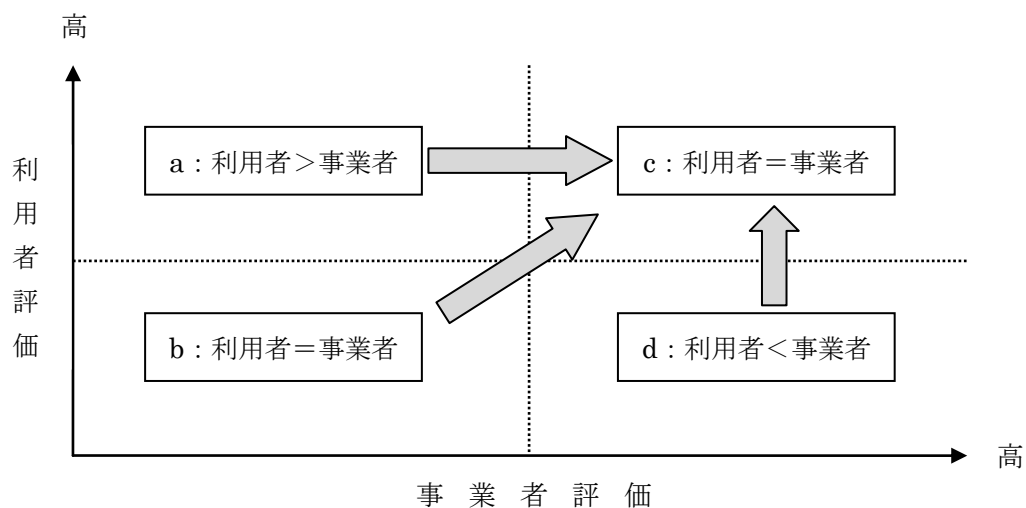 高
a：利用者＞事業者
c：利用者＝事業者
利用者評価
b：利用者＝事業者
d：利用者＜事業者
高
事業者評価